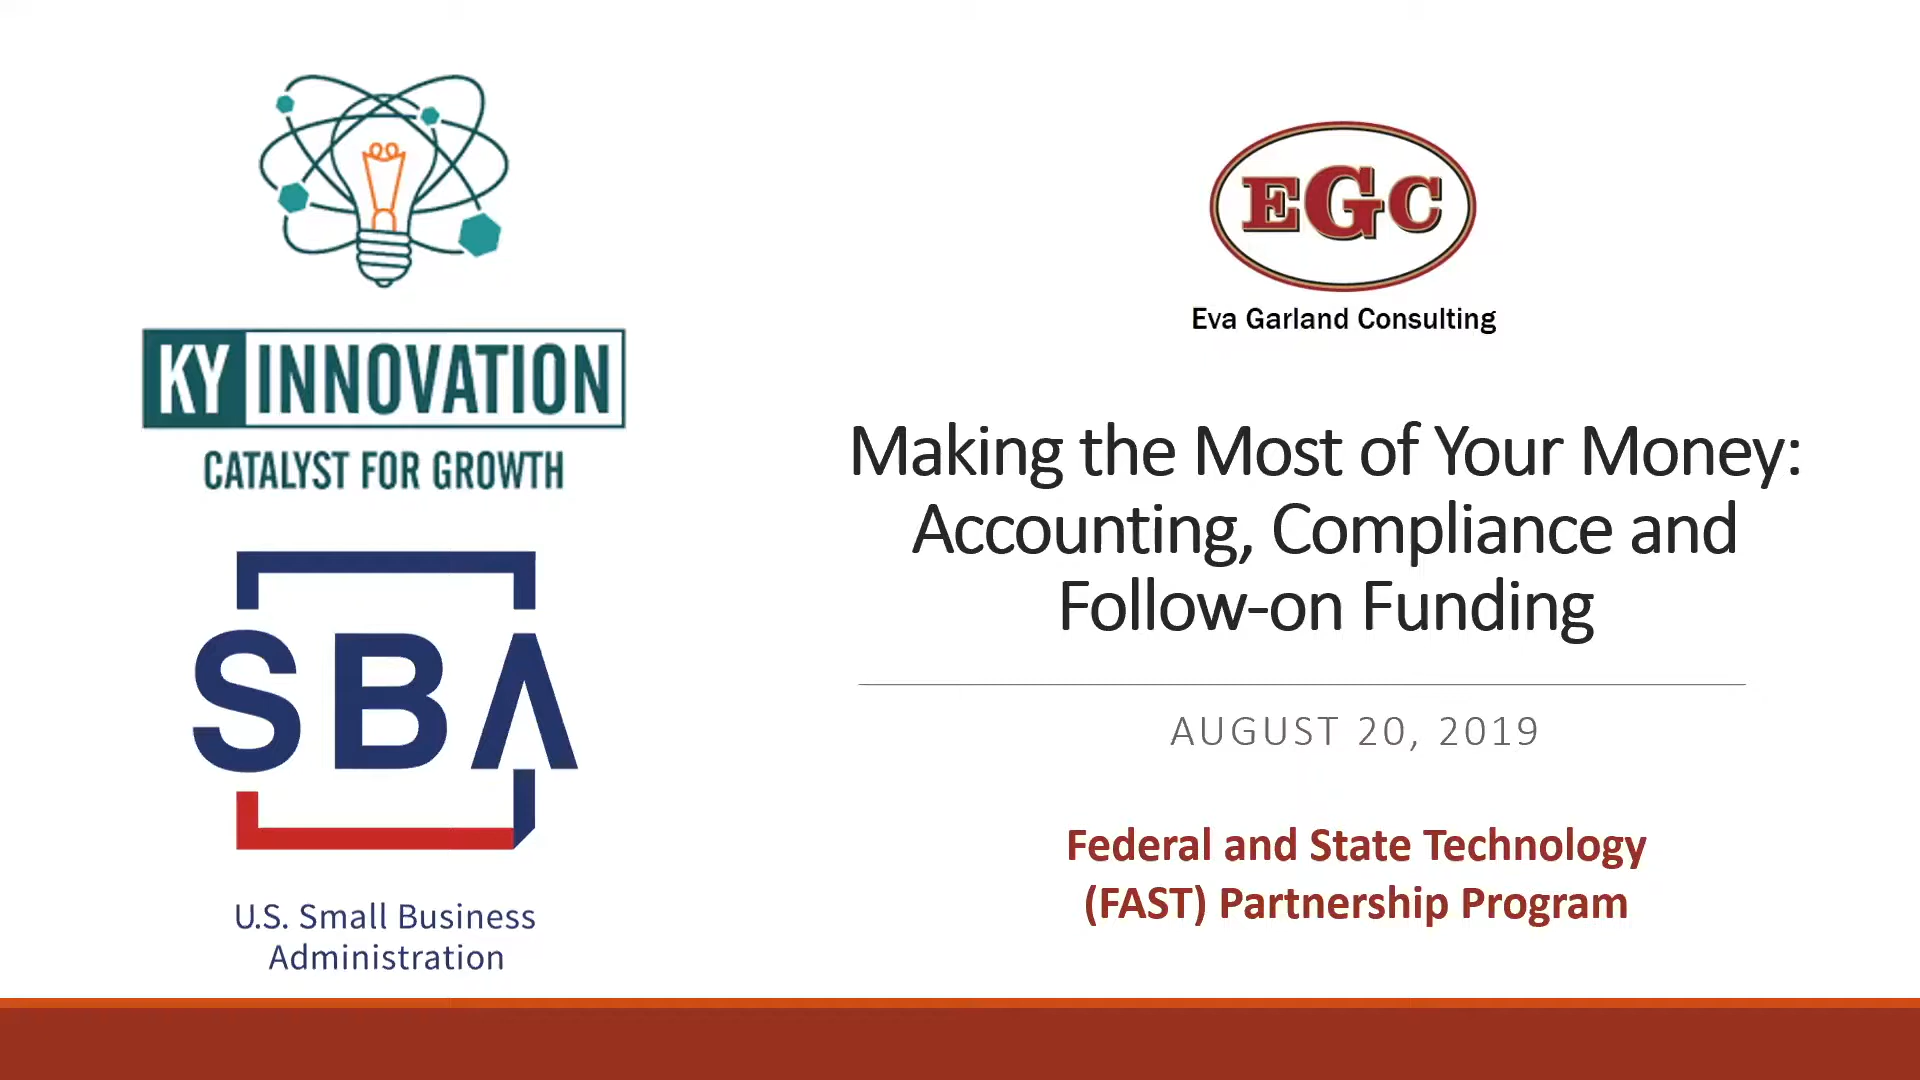 KY INNOVATION
CATALYST FOR GROWTH
SBA
U.S. Small Business
Administration
EGC
Eva Garland Consulting
Making the Most of Your Money:
Accounting, Compliance and
Follow-on Funding
AUGUST 20, 2019
Federal and State Technology
(FAST) Partnership Program